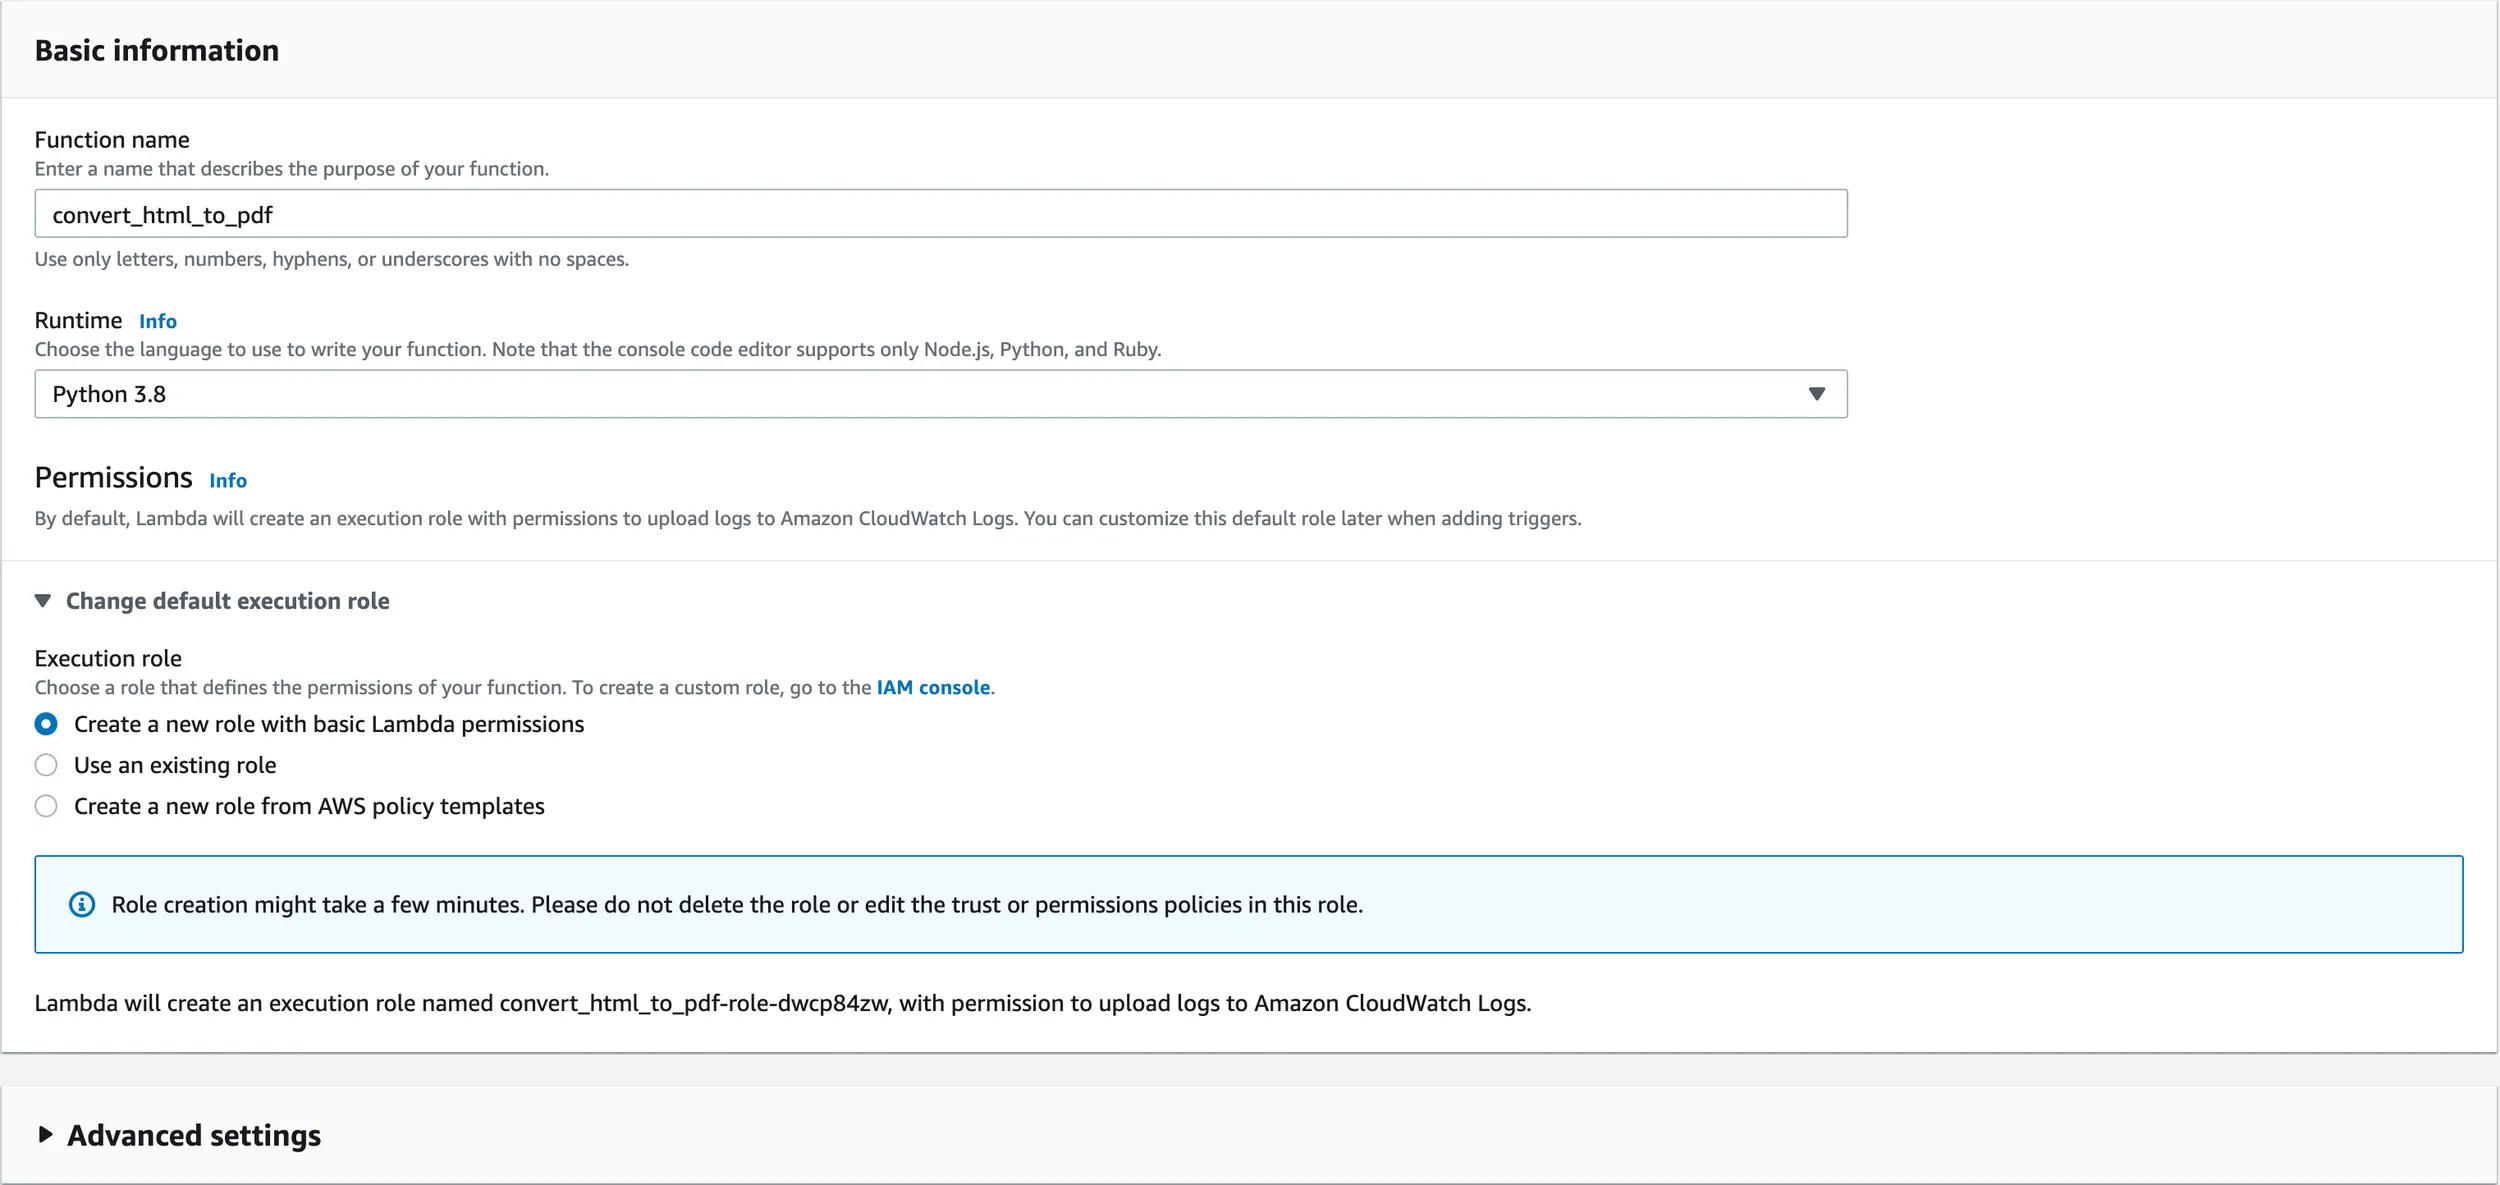 Basic information
Function name
Enter a name that describes the purpose of your function.
convert_html_to_pdf
Use only letters, numbers, hyphens, or underscores with no spaces.
Runtime Info
Choose the language to use to write your function. Note that the console code editor supports only Node.js, Python, and Ruby.
Python 3.8
Permissions Info
By default, Lambda will create an execution role with permissions to upload logs to Amazon CloudWatch Logs. You can customize this default role later when adding triggers.
Change default execution role
Execution role
Choose a role that defines the permissions of your function. To create a custom role, go to the IAM console.
Create a new role with basic Lambda permissions
Use an existing role
Create a new role from AWS policy templates
Role creation might take a few minutes. Please do not delete the role or edit the trust or permissions policies in this role.
Lambda will create an execution role named convert_html_to_pdf-role-dwcp84zw, with permission to upload logs to Amazon CloudWatch Logs.
Advanced settings